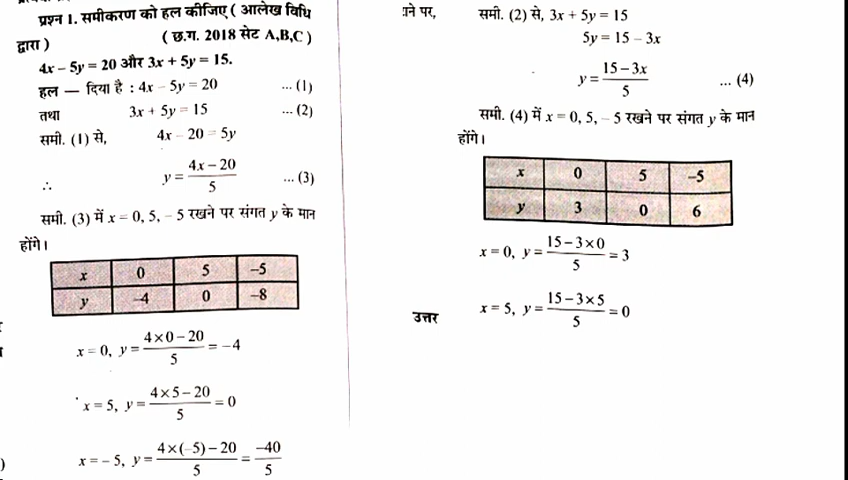 प्रश्न 1. समीकरण को हल कीजिए ( आलेख विधि
द्वारा ) ( छ.ग. 2018 सेट A,B,C )
4x – 5y = 20 और 3x + 5y = 15.
हल — दिया है : 4x – 5y = 20 ... (1)
तथा 3x + 5y = 15 ... (2)
समी. (1) से, 4x – 20 = 5y
∴ y = (4x – 20)/5 ... (3)
समी. (3) में x = 0, 5, – 5 रखने पर संगत y के मान
होंगे।
x 0 5 –5
y –4 0 –8
x = 0, y = (4×0 – 20)/5 = – 4
x = 5, y = (4×5 – 20)/5 = 0
x = – 5, y = (4×(–5) – 20)/5 = –40/5
समी. (2) से, 3x + 5y = 15
5y = 15 – 3x
y = (15 – 3x)/5 ... (4)
समी. (4) में x = 0, 5, – 5 रखने पर संगत y के मान
होंगे।
x 0 5 –5
y 3 0 6
x = 0, y = (15 – 3×0)/5 = 3
x = 5, y = (15 – 3×5)/5 = 0
उत्तर